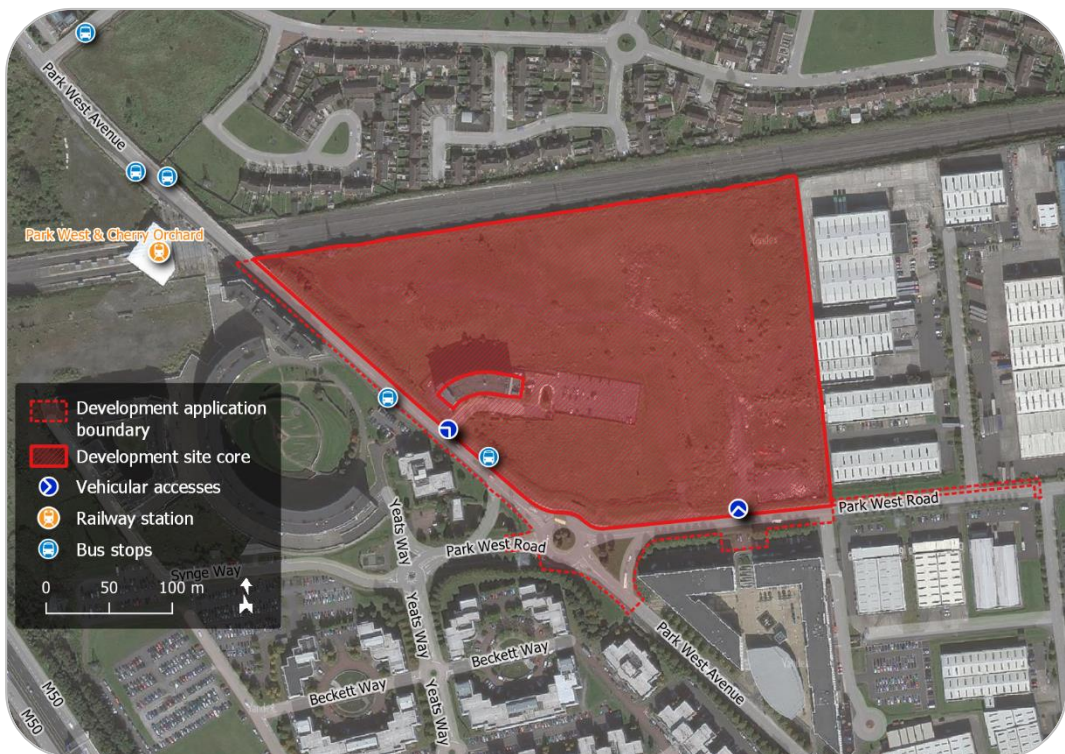 Park West Avenue
Park West & Cherry Orchard
Development application
boundary
Development site core
Vehicular accesses
Railway station
Bus stops
0 50 100 m
Synge Way
Yeats Way
Park West Road
Park West Road
Beckett Way
Beckett Way
Yeats Way
Park West Avenue
M50
M50